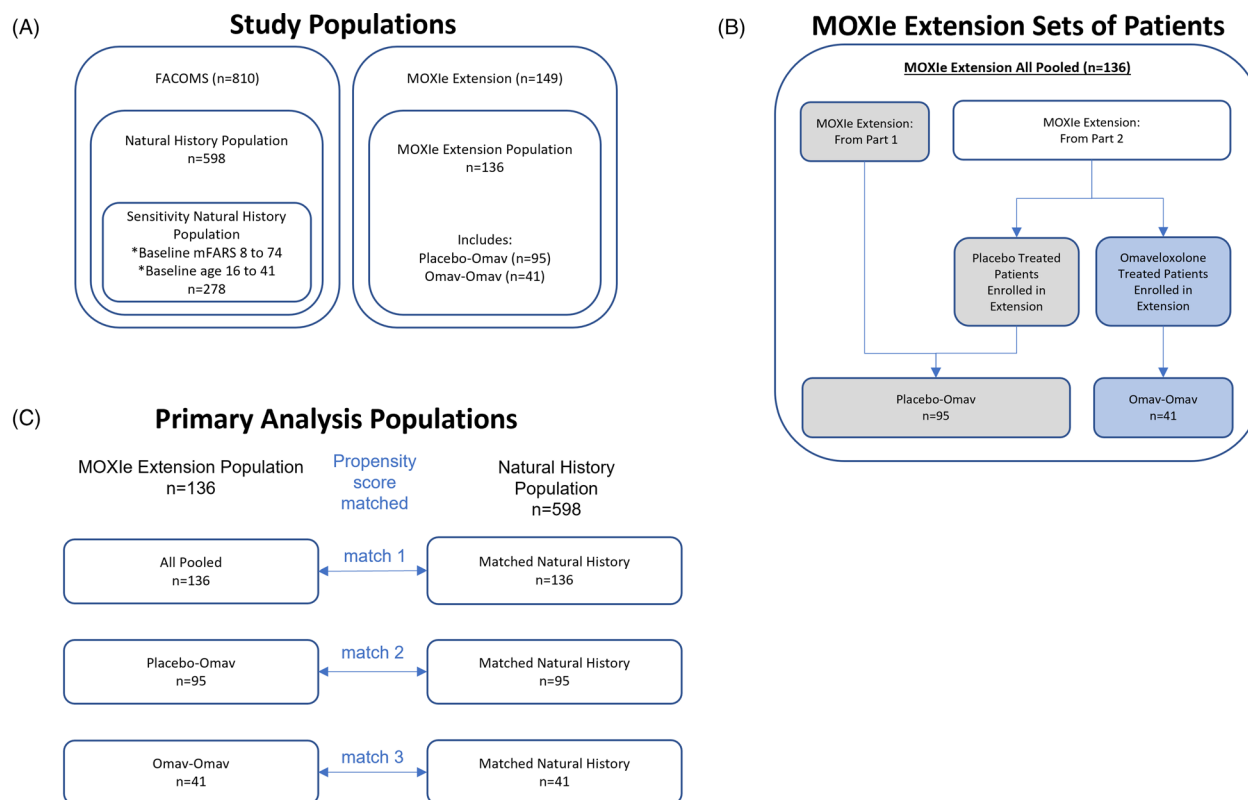 (A)
Study Populations
FACOMS (n=810)
Natural History Population
n=598
Sensitivity Natural History
Population
*Baseline mFARS 8 to 74
*Baseline age 16 to 41
n=278
MOXIe Extension (n=149)
MOXIe Extension Population
n=136
Includes:
Placebo-Omav (n=95)
Omav-Omav (n=41)
(B)
MOXIe Extension Sets of Patients
MOXIe Extension All Pooled (n=136)
MOXIe Extension:
From Part 1
MOXIe Extension:
From Part 2
Placebo Treated
Patients
Enrolled in
Extension
Omaveloxolone
Treated Patients
Enrolled in
Extension
Placebo-Omav
n=95
Omav-Omav
n=41
(C)
Primary Analysis Populations
MOXIe Extension Population
n=136
Propensity
score
matched
Natural History
Population
n=598
All Pooled
n=136
match 1
Matched Natural History
n=136
Placebo-Omav
n=95
match 2
Matched Natural History
n=95
Omav-Omav
n=41
match 3
Matched Natural History
n=41